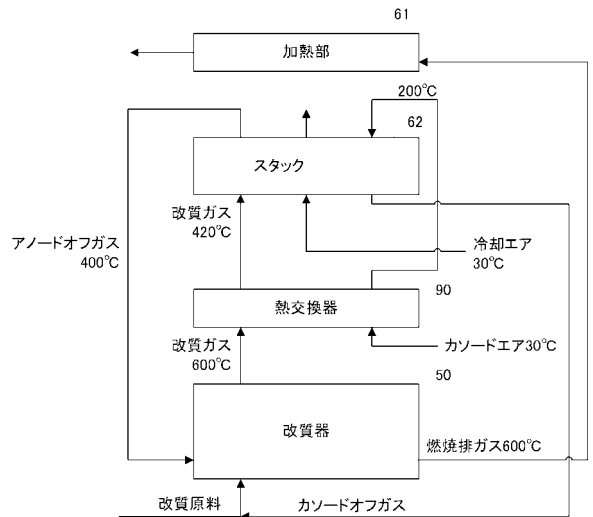 61
加熱部
200℃
62
スタック
改質ガス
420℃
アノードオフガス
400℃
冷却エア
30℃
90
熱交換器
改質ガス
600℃
カソードエア30℃
50
改質器
燃焼排ガス600℃
改質原料
カソードオフガス